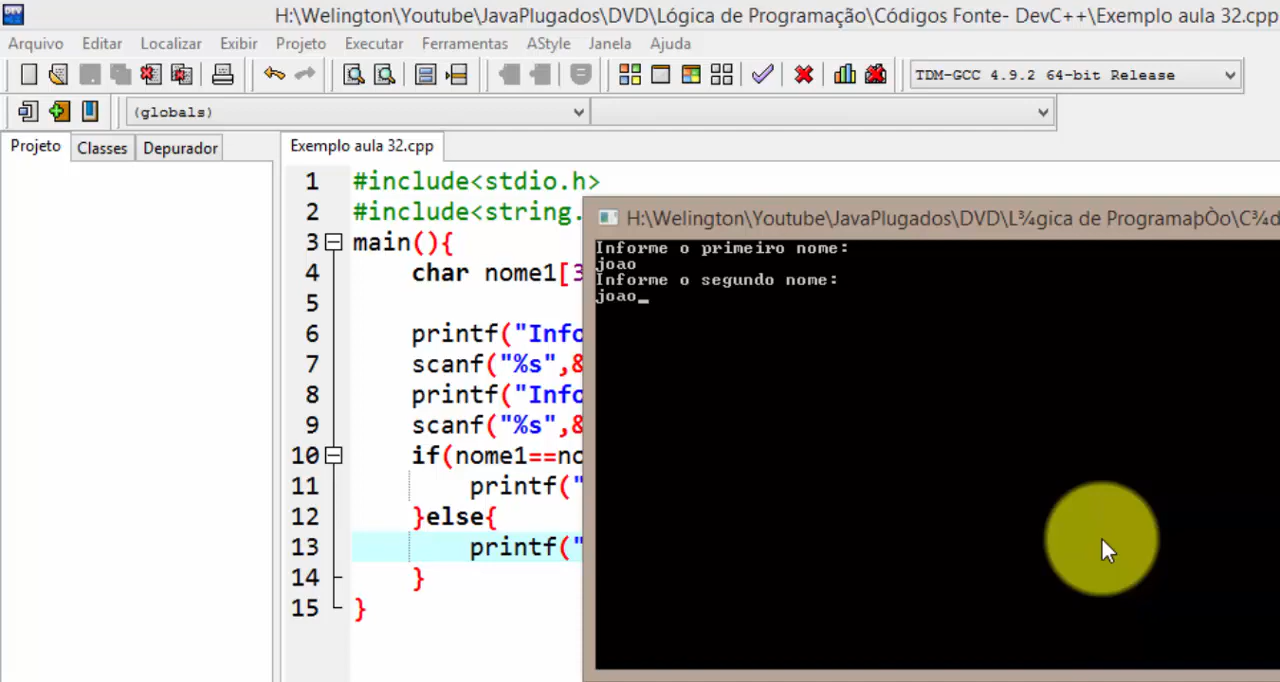 DEV
H:\Welington\Youtube\JavaPlugados\DVD\Lógica de Programação\Códigos Fonte- DevC++\Exemplo aula 32.cpp
Arquivo Editar Localizar Exibir Projeto Executar Ferramentas AStyle Janela Ajuda
TDM-GCC 4.9.2 64-bit Release
(globals)
Projeto Classes Depurador
Exemplo aula 32.cpp
1 #include<stdio.h>
2 #include<string.
3 main(){
4 char nome1[3
5
6 printf("Info
7 scanf("%s",&
8 printf("Info
9 scanf("%s",&
10 if(nome1==no
11 printf("
12 }else{
13 printf("
14 }
15 }
H:\Welington\Youtube\JavaPlugados\DVD\L¾gica de ProgramaþÒo\C¾d
Informe o primeiro nome:
joao
Informe o segundo nome:
joao_